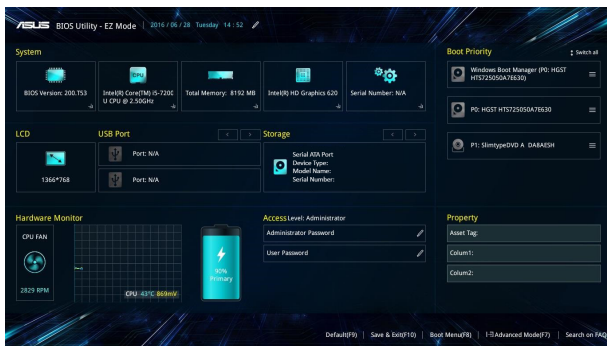 ASUS BIOS Utility - EZ Mode 2016 / 06 / 28 Tuesday 14 : 52
System
BIOS Version: 200.T53
CPU
Intel(R) Core(TM) i5-7200
U CPU @ 2.50GHz
Total Memory: 8192 MB
Intel(R) HD Graphics 620
Serial Number: N/A
Boot Priority
Switch all
Windows Boot Manager (P0: HGST
HTS725050A7E630)
P0: HGST HTS725050A7E630
P1: SlimtypeDVD A DA8AESH
LCD
1366*768
USB Port
Port: N/A
Port: N/A
Storage
Serial ATA Port
Device Type:
Model Name:
Serial Number:
Hardware Monitor
CPU FAN
2829 RPM
CPU 43°C 869mV
90%
Primary
Access Level: Administrator
Administrator Password
User Password
Property
Asset Tag:
Colum1:
Colum2:
Default(F9) Save & Exit(F10) Boot Menu(F8) Advanced Mode(F7) Search on FAQ